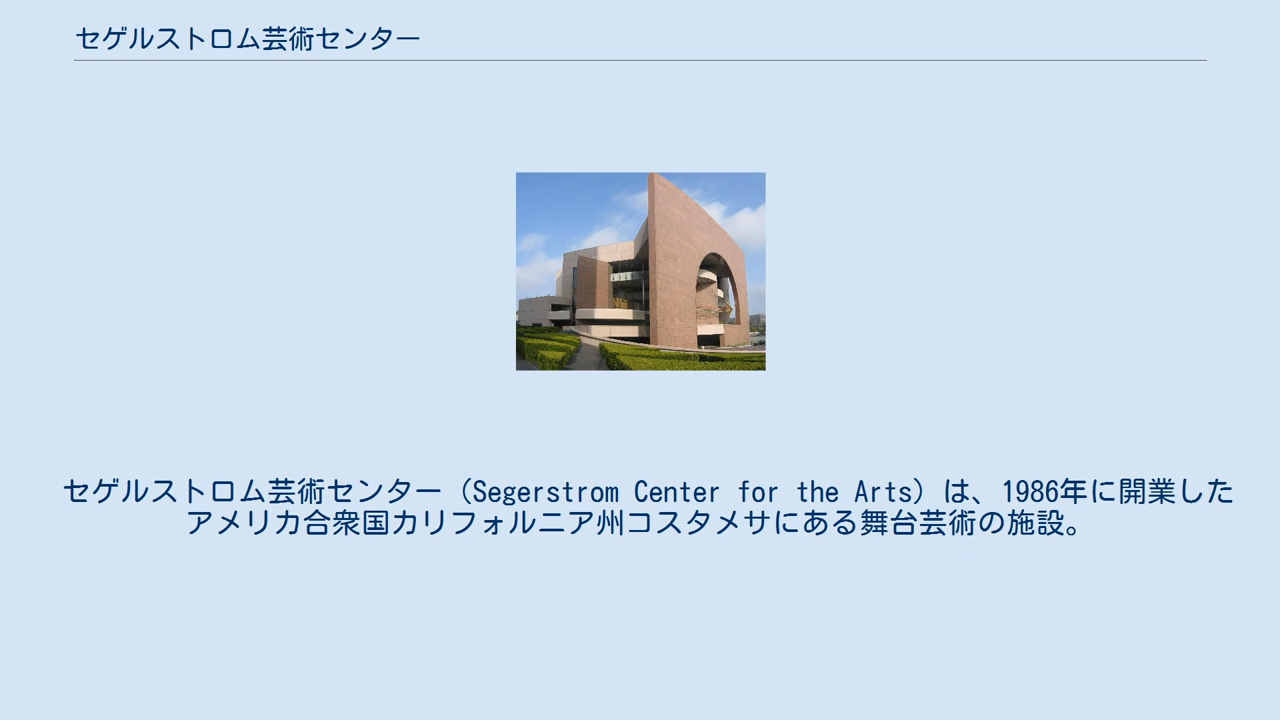 セゲルストロム芸術センター
セゲルストロム芸術センター（Segerstrom Center for the Arts）は、1986年に開業した
アメリカ合衆国カリフォルニア州コスタメサにある舞台芸術の施設。